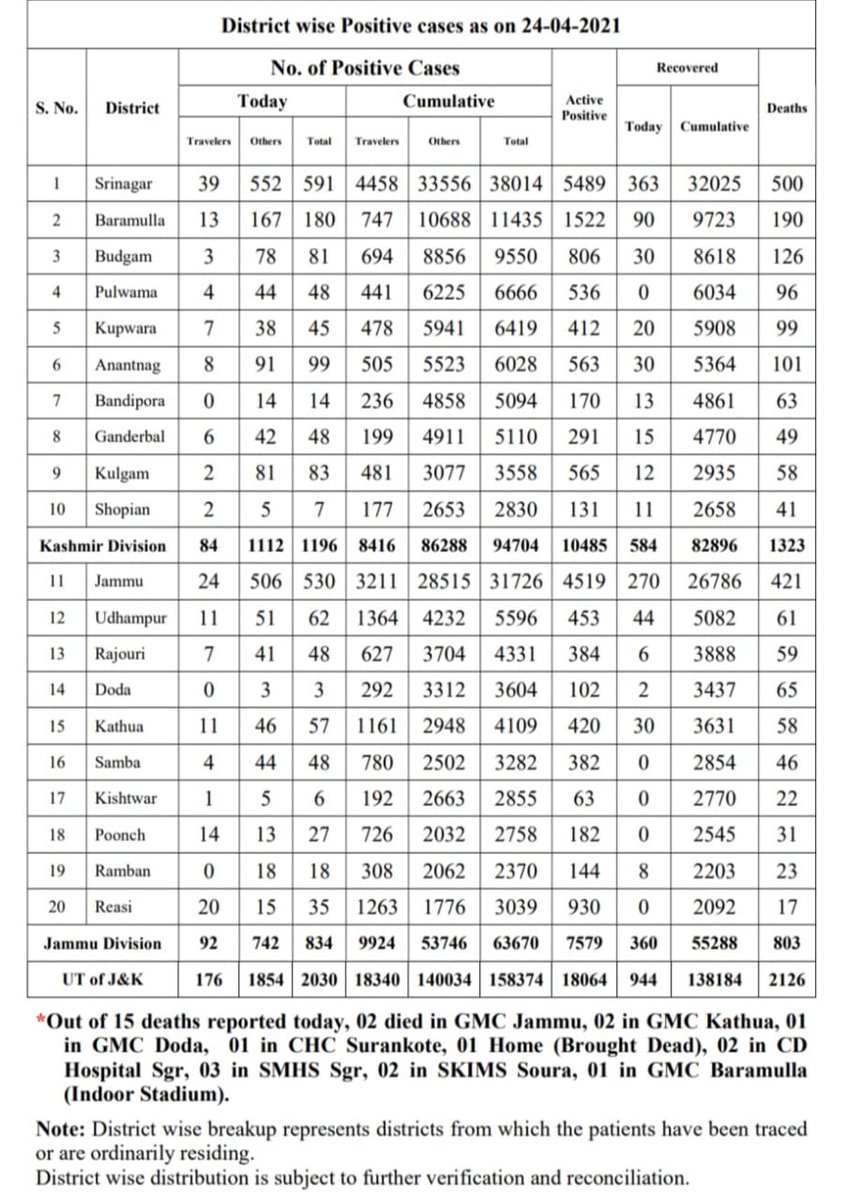 District wise Positive cases as on 24-04-2021
S. No. District No. of Positive Cases Active Positive Recovered Deaths
Today Cumulative Today Cumulative
Travelers Others Total Travelers Others Total
1 Srinagar 39 552 591 4458 33556 38014 5489 363 32025 500
2 Baramulla 13 167 180 747 10688 11435 1522 90 9723 190
3 Budgam 3 78 81 694 8856 9550 806 30 8618 126
4 Pulwama 4 44 48 441 6225 6666 536 0 6034 96
5 Kupwara 7 38 45 478 5941 6419 412 20 5908 99
6 Anantnag 8 91 99 505 5523 6028 563 30 5364 101
7 Bandipora 0 14 14 236 4858 5094 170 13 4861 63
8 Ganderbal 6 42 48 199 4911 5110 291 15 4770 49
9 Kulgam 2 81 83 481 3077 3558 565 12 2935 58
10 Shopian 2 5 7 177 2653 2830 131 11 2658 41
Kashmir Division 84 1112 1196 8416 86288 94704 10485 584 82896 1323
11 Jammu 24 506 530 3211 28515 31726 4519 270 26786 421
12 Udhampur 11 51 62 1364 4232 5596 453 44 5082 61
13 Rajouri 7 41 48 627 3704 4331 384 6 3888 59
14 Doda 0 3 3 292 3312 3604 102 2 3437 65
15 Kathua 11 46 57 1161 2948 4109 420 30 3631 58
16 Samba 4 44 48 780 2502 3282 382 0 2854 46
17 Kishtwar 1 5 6 192 2663 2855 63 0 2770 22
18 Poonch 14 13 27 726 2032 2758 182 0 2545 31
19 Ramban 0 18 18 308 2062 2370 144 8 2203 23
20 Reasi 20 15 35 1263 1776 3039 930 0 2092 17
Jammu Division 92 742 834 9924 53746 63670 7579 360 55288 803
UT of J&K 176 1854 2030 18340 140034 158374 18064 944 138184 2126
*Out of 15 deaths reported today, 02 died in GMC Jammu, 02 in GMC Kathua, 01
in GMC Doda, 01 in CHC Surankote, 01 Home (Brought Dead), 02 in CD
Hospital Sgr, 03 in SMHS Sgr, 02 in SKIMS Soura, 01 in GMC Baramulla
(Indoor Stadium).
Note: District wise breakup represents districts from which the patients have been traced
or are ordinarily residing.
District wise distribution is subject to further verification and reconciliation.